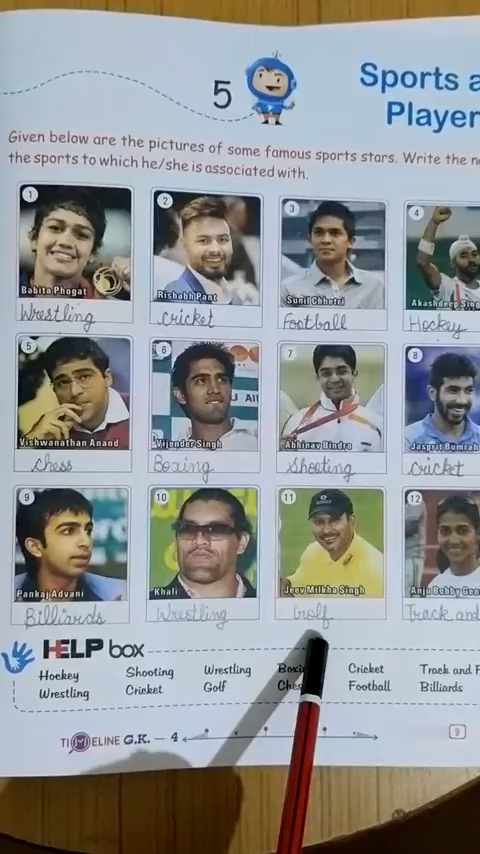 5
Sports a
Player
Given below are the pictures of some famous sports stars. Write the n
the sports to which he/she is associated with.
1
2
3
4
Babita Phogat
Rishabh Pant
Sunil Chhetri
Akashdeep Sing
Wrestling
cricket
Football
Hockey
5
6
7
8
Vishwanathan Anand
Vijender Singh
Abhinav Bindra
Jasprit Bumrah
chess
Boxing
Shooting
cricket
9
10
11
12
Pankaj Advani
Khali
Jeev Milkha Singh
Anju Bobby Geo
Billiards
Wrestling
Golf
Track and
HELP box
Hockey Shooting Wrestling Boxi Cricket Track and F
Wrestling Cricket Golf Ches Football Billiards
TIMELINE G.K. – 4
9